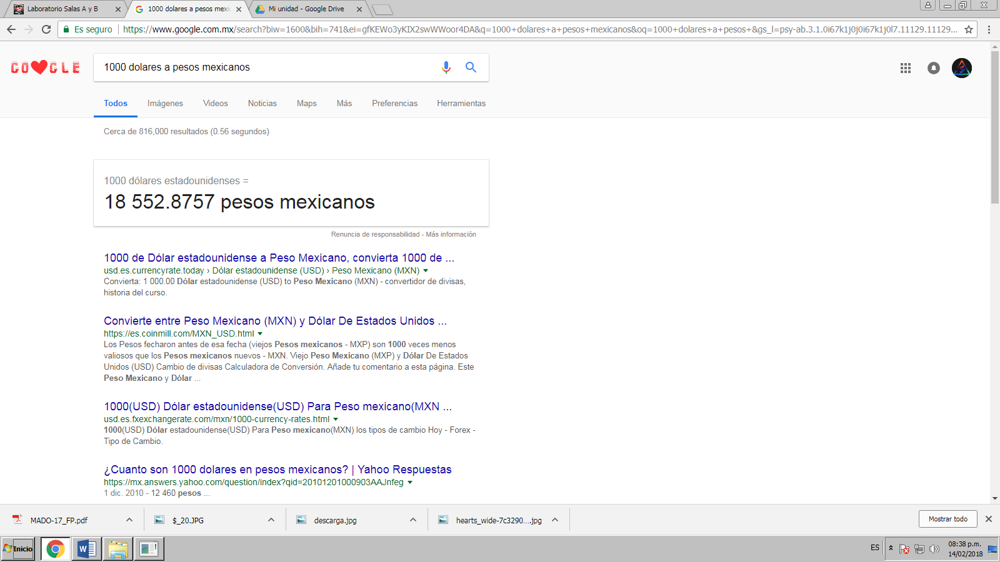 Laboratorio Salas A y B
1000 dolares a pesos mexic
Mi unidad - Google Drive
Es seguro
https://www.google.com.mx/search?biw=1600&bih=741&ei=gfKEWo3yKIX2swWWoor4DA&q=1000+dolares+a+pesos+mexicanos&oq=1000+dolares+a+pesos+&gs_l=psy-ab.3.1.0i67k1j0j0i67k1j0l7.11129.11129...
GO GLE
1000 dolares a pesos mexicanos
Todos Imágenes Videos Noticias Maps Más Preferencias Herramientas
Cerca de 816,000 resultados (0.56 segundos)
1000 dólares estadounidenses =
18 552.8757 pesos mexicanos
Renuncia de responsabilidad - Más información
1000 de Dólar estadounidense a Peso Mexicano, convierta 1000 de ...
usd.es.currencyrate.today › Dólar estadounidense (USD) › Peso Mexicano (MXN)
Convierta: 1 000.00 Dólar estadounidense (USD) to Peso Mexicano (MXN) - convertidor de divisas,
historia del curso.
Convierte entre Peso Mexicano (MXN) y Dólar De Estados Unidos ...
https://es.coinmill.com/MXN_USD.html
Los Pesos fecharon antes de esa fecha (viejos Pesos mexicanos - MXP) son 1000 veces menos
valiosos que los Pesos mexicanos nuevos - MXN. Viejo Peso Mexicano (MXP) y Dólar De Estados
Unidos (USD) Cambio de divisas Calculadora de Conversión. Añade tu comentario a esta página. Este
Peso Mexicano y Dólar ...
1000(USD) Dólar estadounidense(USD) Para Peso mexicano(MXN ...
usd.es.fxexchangerate.com/mxn/1000-currency-rates.html
1000(USD) Dólar estadounidense(USD) Para Peso mexicano(MXN) los tipos de cambio Hoy - Forex -
Tipo de Cambio.
¿Cuanto son 1000 dolares en pesos mexicanos? | Yahoo Respuestas
https://mx.answers.yahoo.com/question/index?qid=20101201000903AAJnfeg
1 dic. 2010 - 12 460 pesos ...
MADO-17_FP.pdf
$_20.JPG
descarga.jpg
hearts_wide-7c3290....jpg
Mostrar todo
Inicio
ES
08:38 p.m.
14/02/2018